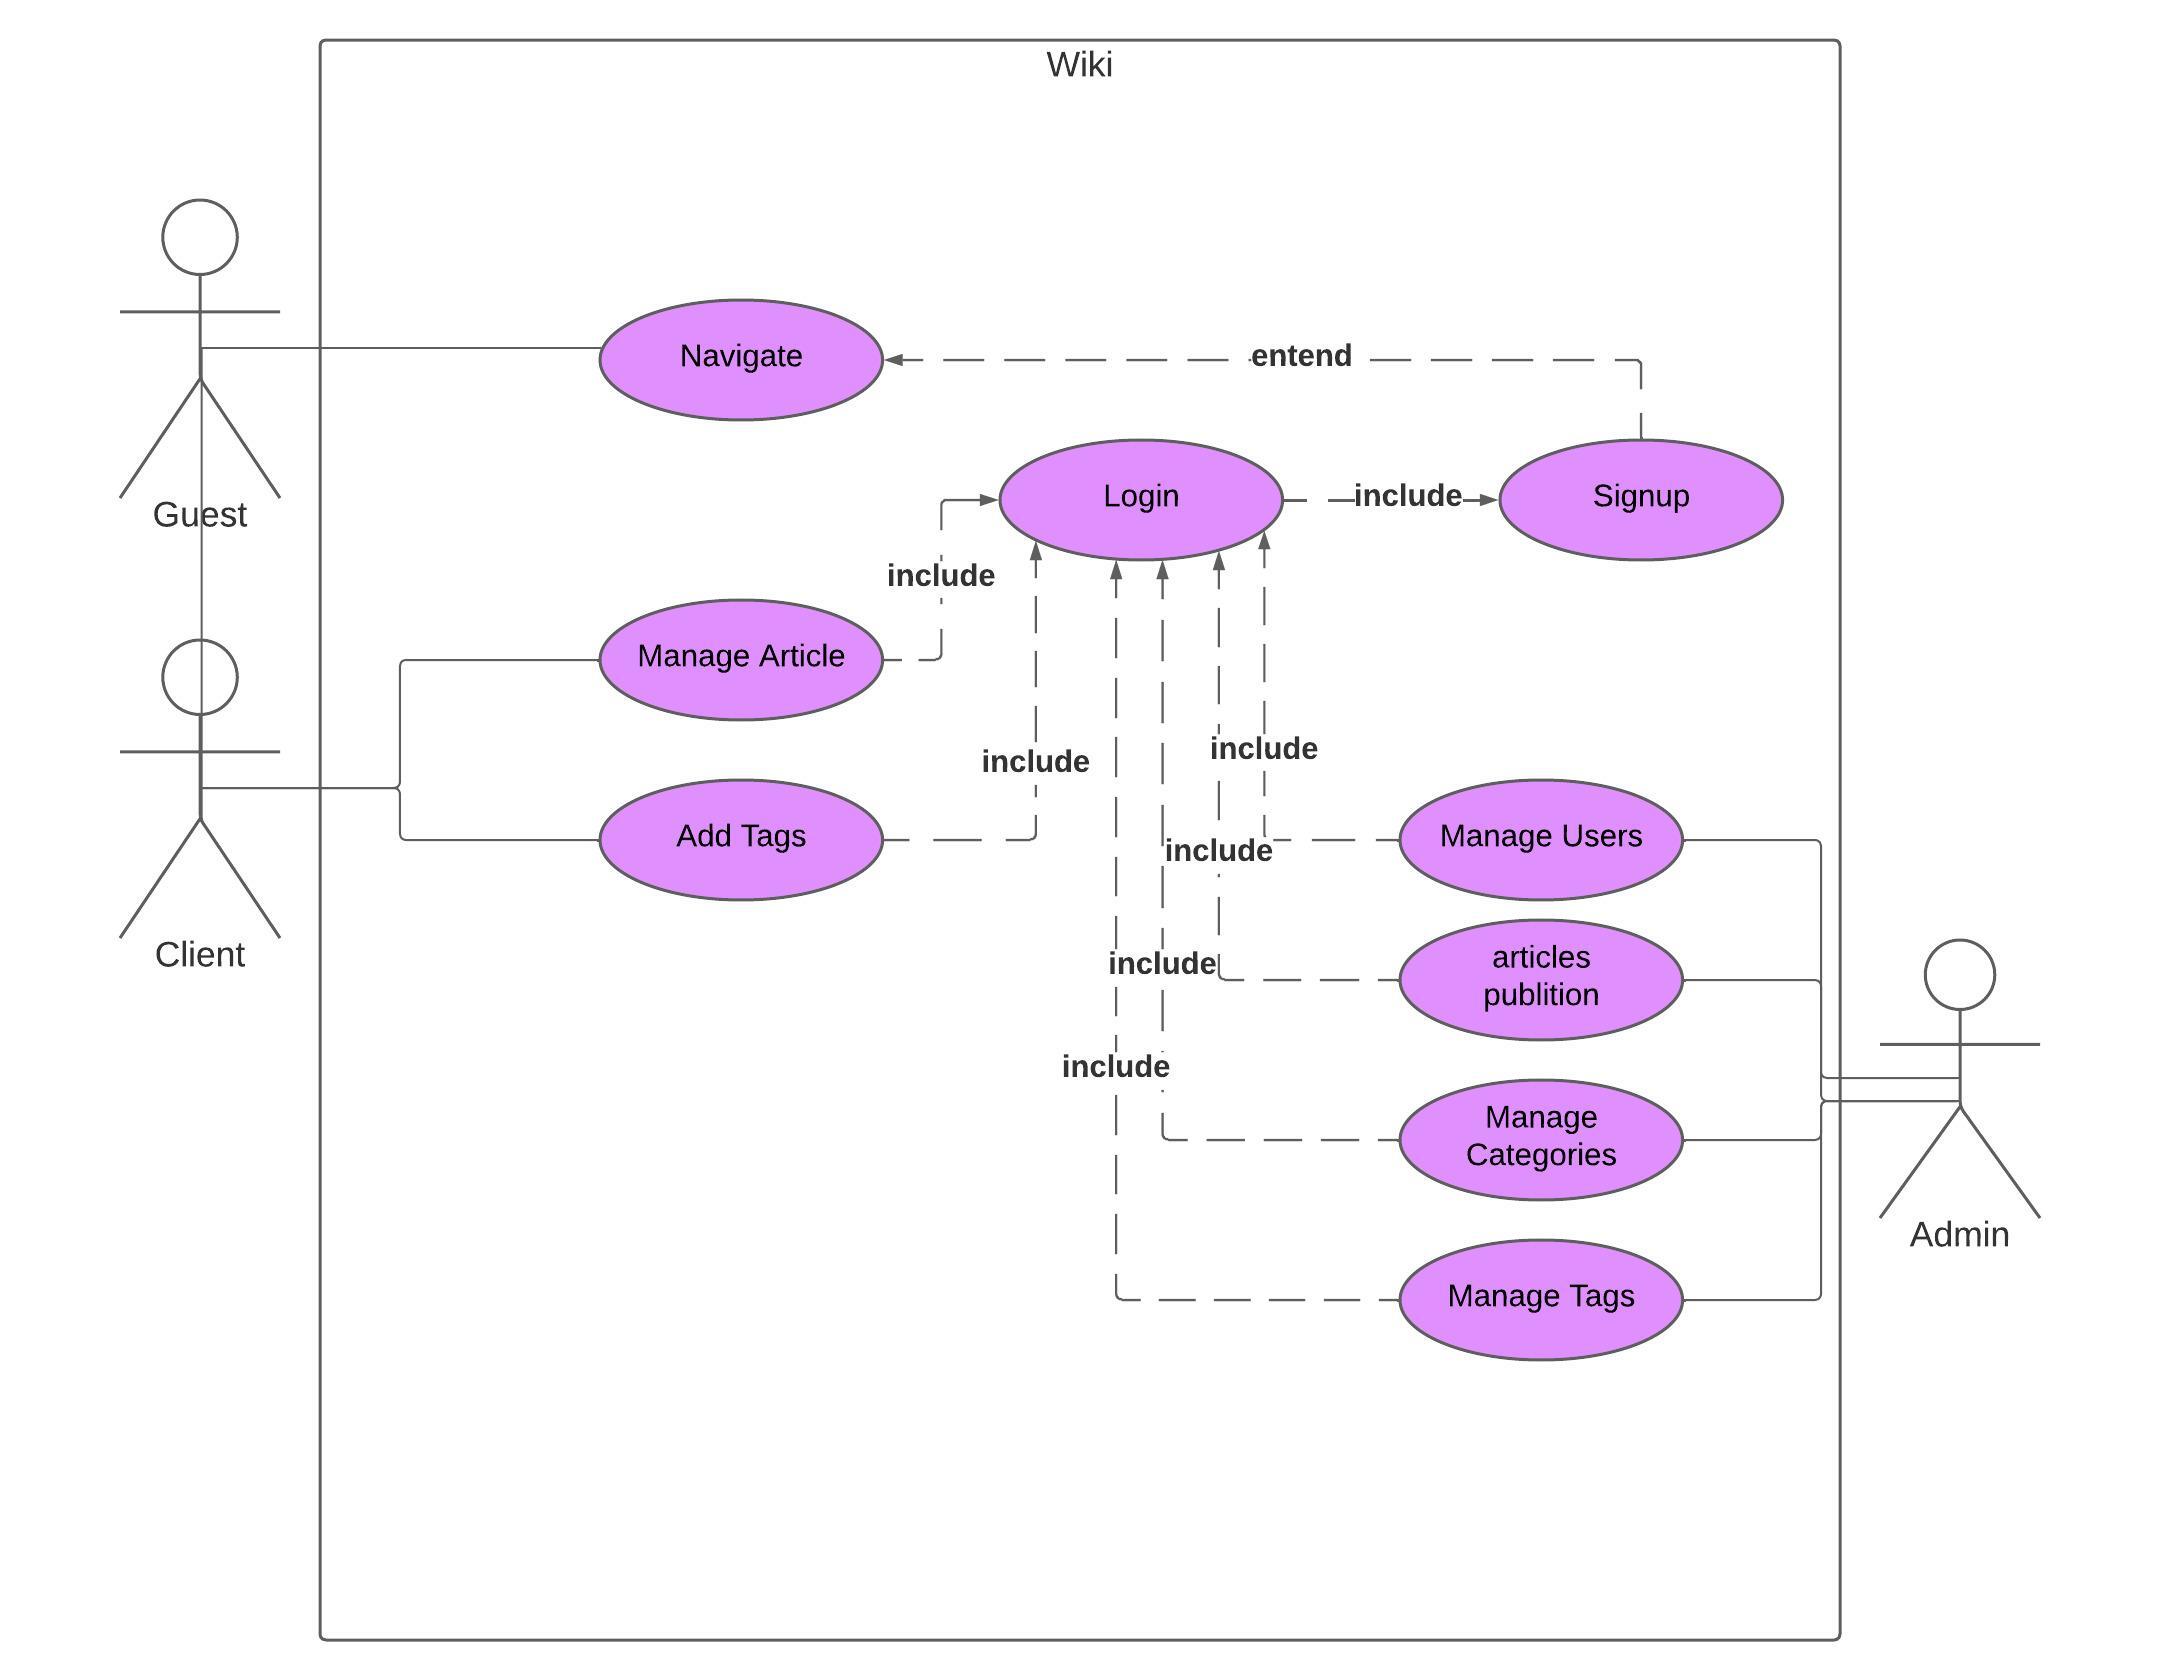 Wiki
Navigate
entend
Login
include
Signup
Guest
include
Manage Article
include
include
Add Tags
include
Manage Users
Client
include
articles
publition
include
Manage
Categories
Manage Tags
Admin